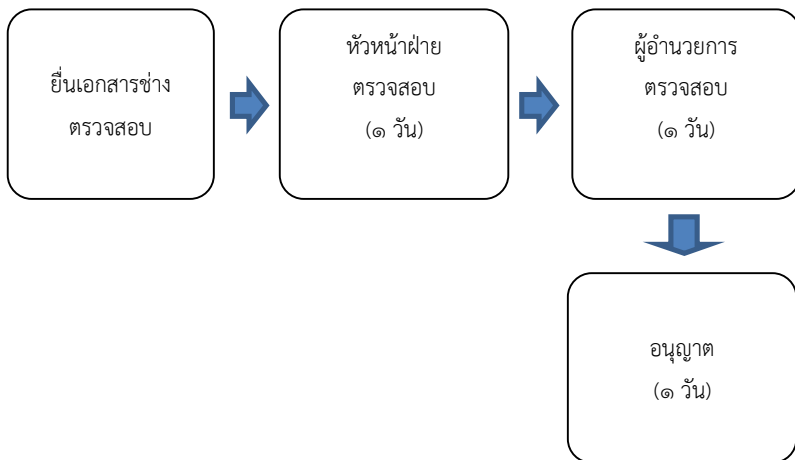 ยื่นเอกสารช่าง
ตรวจสอบ
หัวหน้าฝ่าย
ตรวจสอบ
(๑ วัน)
ผู้อำนวยการ
ตรวจสอบ
(๑ วัน)
อนุญาต
(๑ วัน)